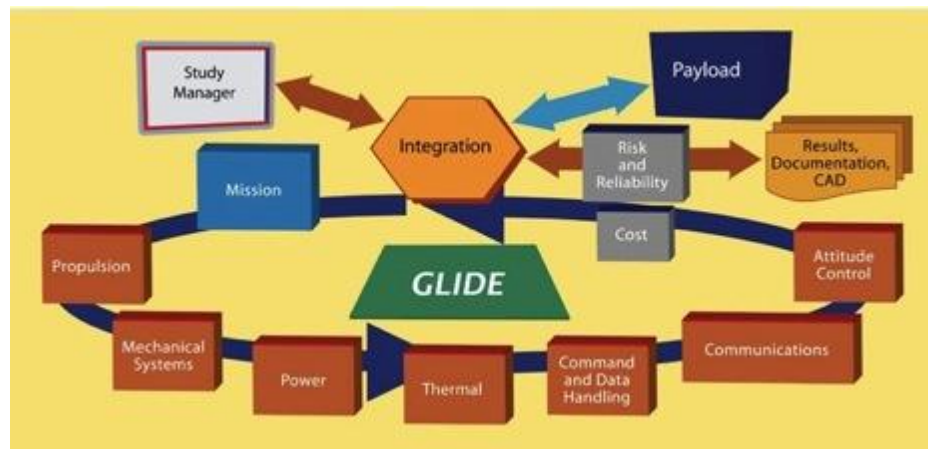 Study
Manager
Payload
Integration
Risk
and
Reliability
Results,
Documentation,
CAD
Mission
Cost
Propulsion
GLIDE
Attitude
Control
Mechanical
Systems
Power
Thermal
Command
and Data
Handling
Communications